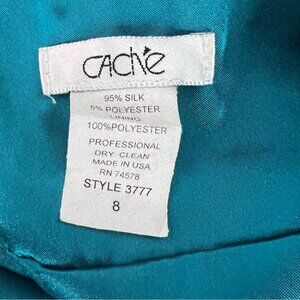 CACHÉ
95% SILK
5% POLYESTER
LINING
100%POLYESTER
PROFESSIONAL
DRY CLEAN
MADE IN USA
RN 74578
STYLE 3777
8